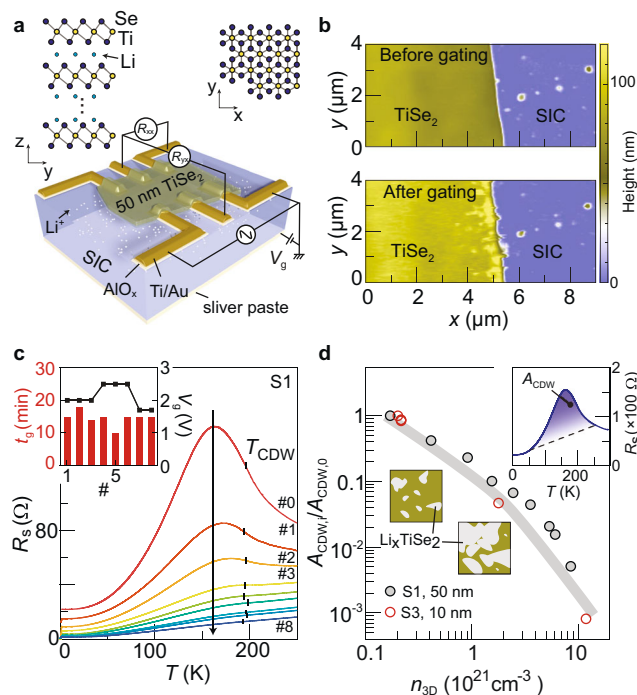 a
Se
Ti
Li
z
y
y
x
Rxx
Ryx
50 nm TiSe2
Li+
SIC
AlOx
Ti/Au
sliver paste
Vg
b
Before gating
TiSe2
SIC
4
2
0
y (μm)
After gating
TiSe2
SIC
4
2
0
y (μm)
0 2 4 6 8
x (μm)
Height (nm)
100
0
c
S1
30
20
10
0
tg (min)
3
2
1
0
Vg (V)
1 5
#
TCDW
#0
#1
#2
#3
#8
80
0
Rs (Ω)
0 100 200
T (K)
d
ACDW,i/ACDW,0
1
0.1
10-2
10-3
ACDW
2
1
0
Rs(×100 Ω)
0 200
T (K)
LixTiSe2
S1, 50 nm
S3, 10 nm
0.1 1 10
n3D (10²¹cm⁻³)